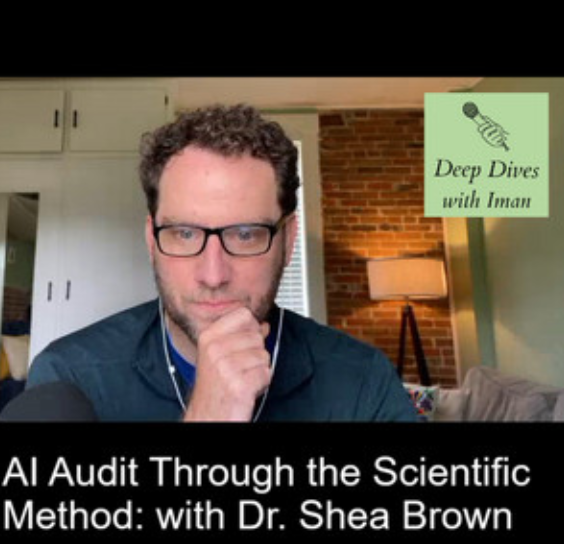 Deep Dives
with Iman
AI Audit Through the Scientific
Method: with Dr. Shea Brown